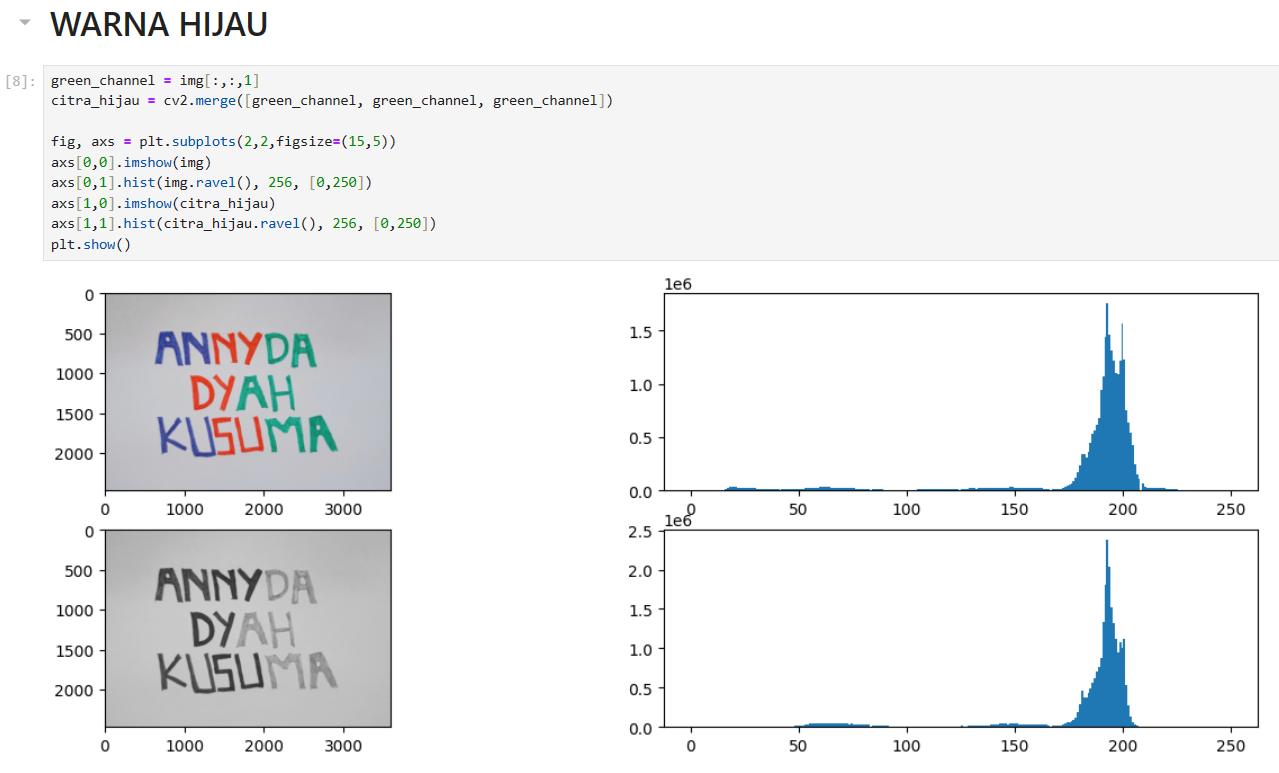 WARNA HIJAU
[8]:
green_channel = img[:,:,1]
citra_hijau = cv2.merge([green_channel, green_channel, green_channel])
fig, axs = plt.subplots(2,2,figsize=(15,5))
axs[0,0].imshow(img)
axs[0,1].hist(img.ravel(), 256, [0,250])
axs[1,0].imshow(citra_hijau)
axs[1,1].hist(citra_hijau.ravel(), 256, [0,250])
plt.show()
0
500
1000
1500
2000
ANNYDA
DYAH
KUSUMA
0 1000 2000 3000
1e6
1.5
1.0
0.5
0.0
0 50 100 150 200 250
0
500
1000
1500
2000
ANNYDA
DYAH
KUSUMA
0 1000 2000 3000
1e6
2.5
2.0
1.5
1.0
0.5
0.0
0 50 100 150 200 250